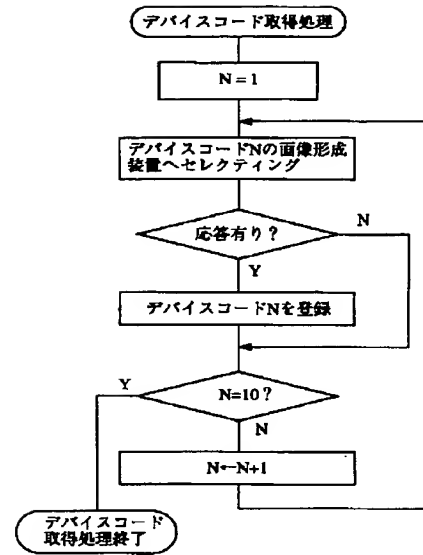 デバイスコード取得処理
N=1
デバイスコードNの画像形成
装置へセレクティング
応答有り?
N
Y
デバイスコードNを登録
Y
N=10?
N
N←N+1
デバイスコード
取得処理終了